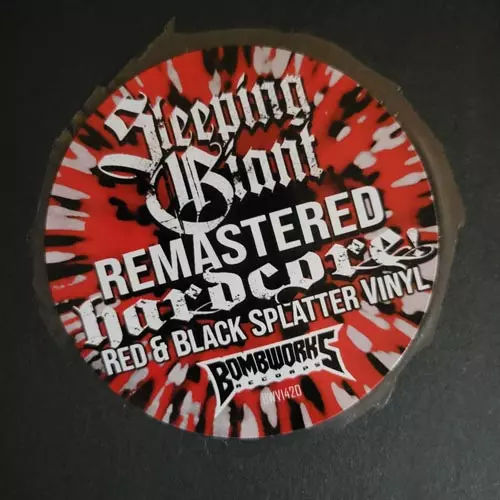 Sleeping
Giant
REMASTERED
hardcore!
RED & BLACK SPLATTER VINYL
BOMBWORKS
RECORDS